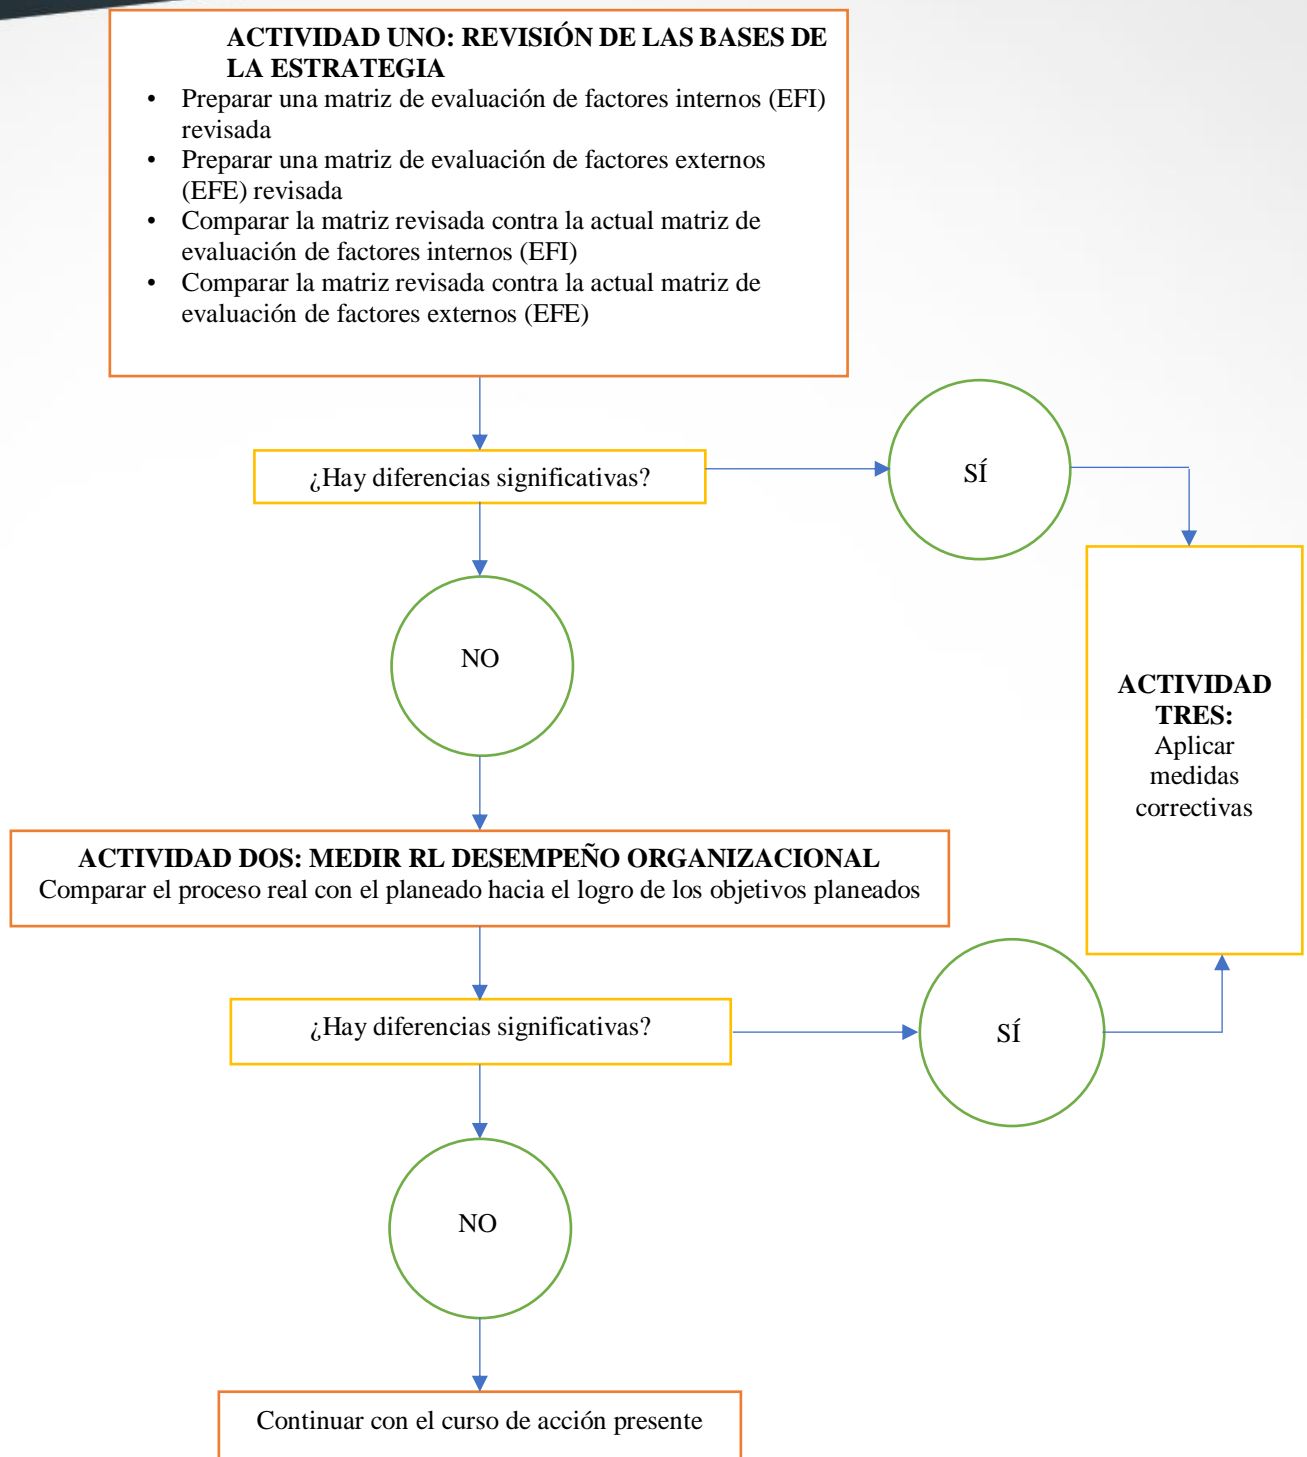 ACTIVIDAD UNO: REVISIÓN DE LAS BASES DE
LA ESTRATEGIA
• Preparar una matriz de evaluación de factores internos (EFI)
revisada
• Preparar una matriz de evaluación de factores externos
(EFE) revisada
• Comparar la matriz revisada contra la actual matriz de
evaluación de factores internos (EFI)
• Comparar la matriz revisada contra la actual matriz de
evaluación de factores externos (EFE)
¿Hay diferencias significativas?
SÍ
NO
ACTIVIDAD
TRES:
Aplicar
medidas
correctivas
ACTIVIDAD DOS: MEDIR RL DESEMPEÑO ORGANIZACIONAL
Comparar el proceso real con el planeado hacia el logro de los objetivos planeados
¿Hay diferencias significativas?
SÍ
NO
Continuar con el curso de acción presente